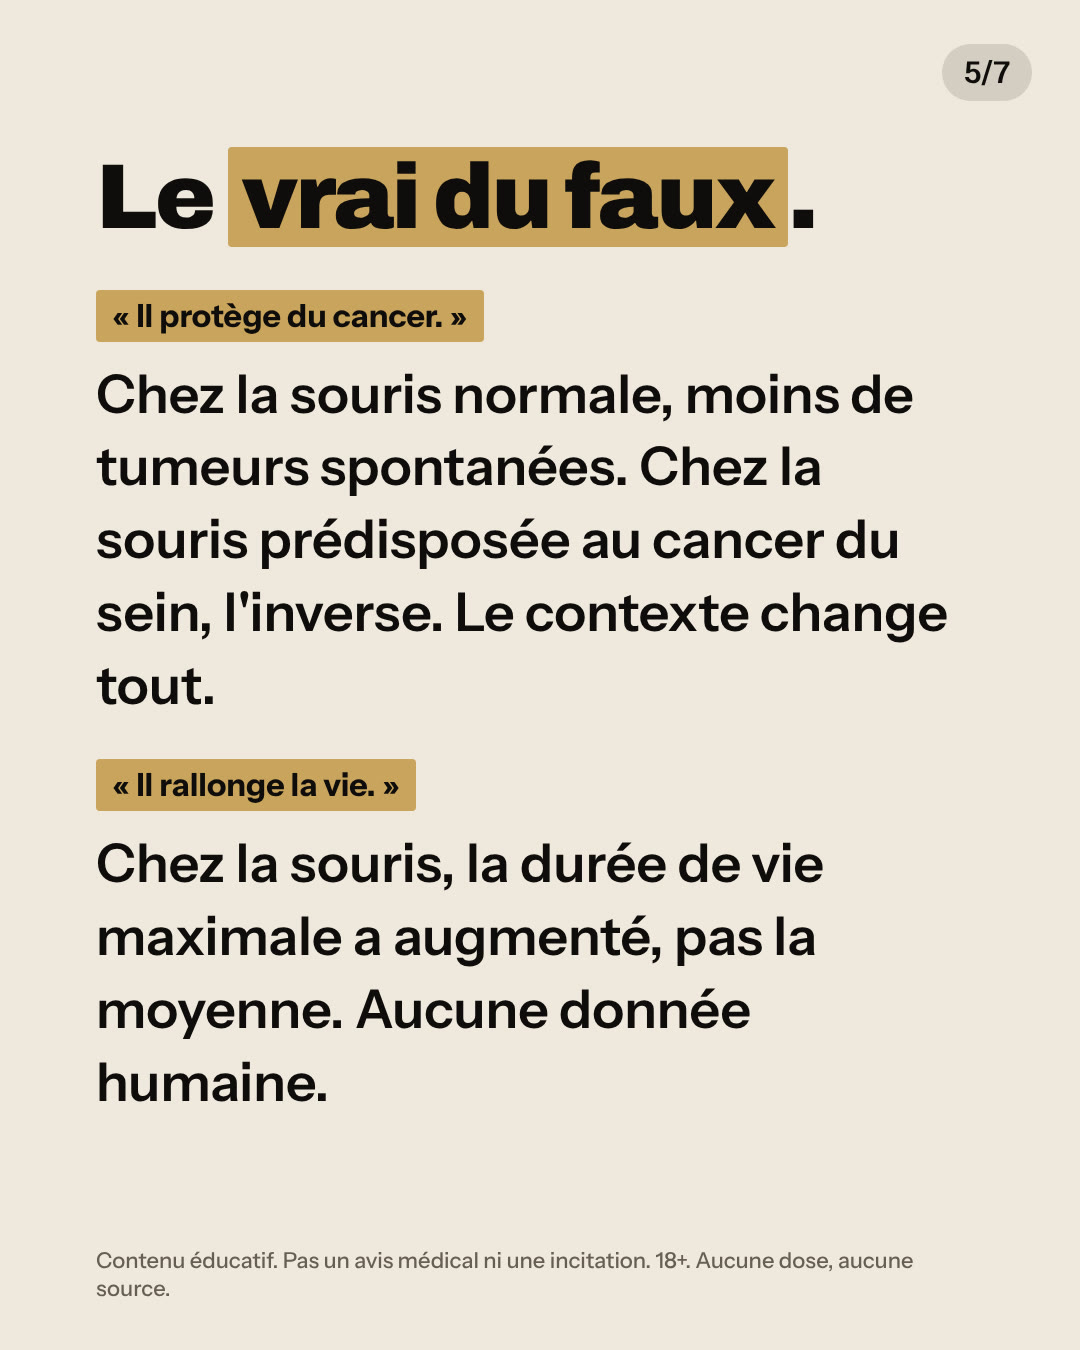 5/7
Le vrai du faux.
« Il protège du cancer. »
Chez la souris normale, moins de
tumeurs spontanées. Chez la
souris prédisposée au cancer du
sein, l'inverse. Le contexte change
tout.
« Il rallonge la vie. »
Chez la souris, la durée de vie
maximale a augmenté, pas la
moyenne. Aucune donnée
humaine.
Contenu éducatif. Pas un avis médical ni une incitation. 18+. Aucune dose, aucune
source.